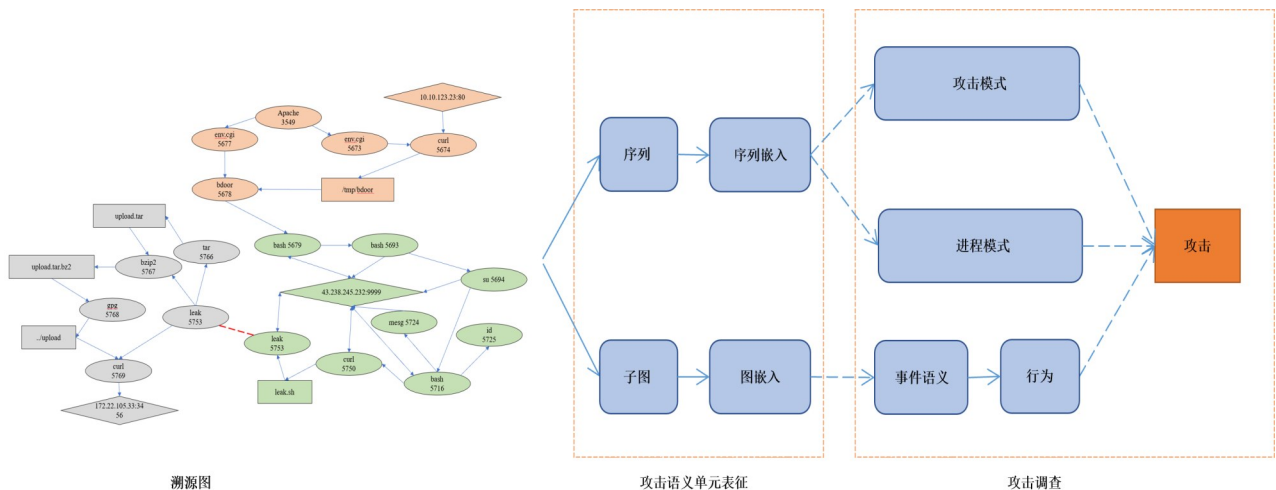 10.10.123.23:80
Apache
3549
env.cgi
5677
env.cgi
5673
curl
5674
bdoor
5678
/tmp/bdoor
upload.tar
tar
5766
bash 5679
bash 5693
upload.tar.bz2
bzip2
5767
su 5694
43.238.245.232:9999
gpg
5768
leak
5753
mesg 5724
id
5725
../upload
leak
5753
curl
5750
curl
5769
bash
5716
leak.sh
172.22.105.33:34
56
溯源图
序列
序列嵌入
子图
图嵌入
攻击语义单元表征
攻击模式
进程模式
攻击
事件语义
行为
攻击调查